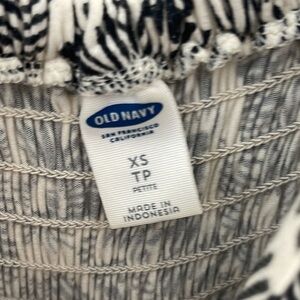 OLD NAVY
SAN FRANCISCO
CALIFORNIA
XS
TP
PETITE
MADE IN
INDONESIA